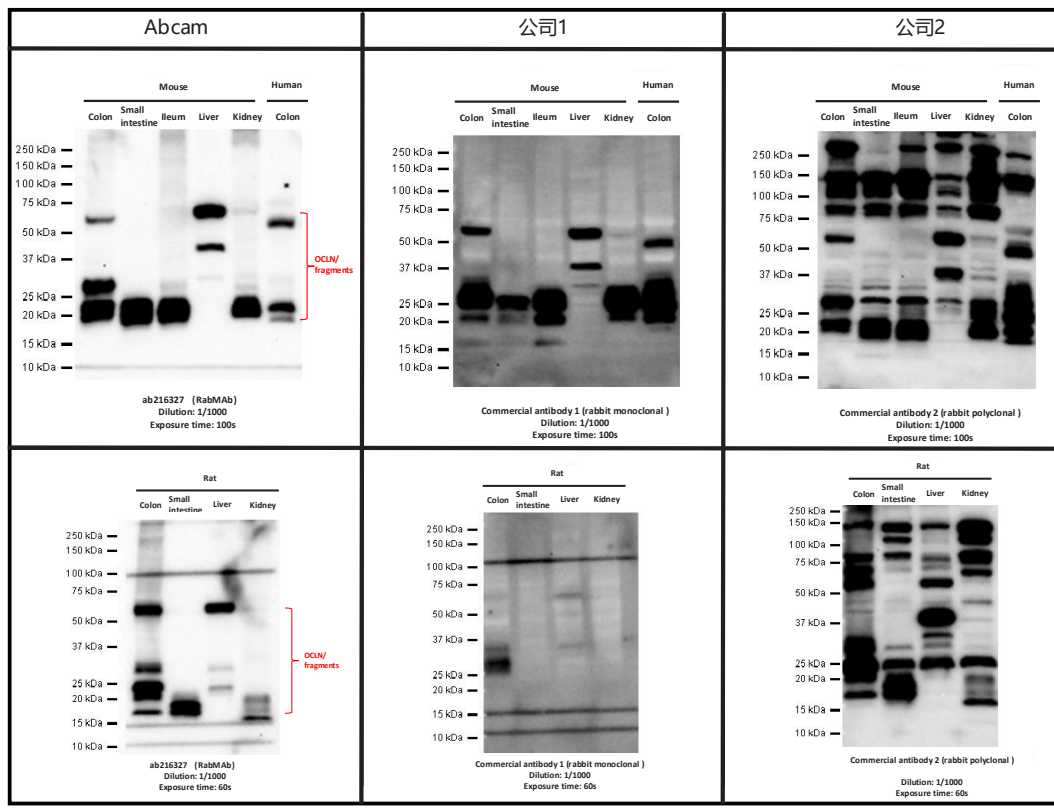 Abcam
公司1
公司2
Mouse
Human
Colon
Small
intestine
Ileum
Liver
Kidney
Colon
250 kDa
150 kDa
100 kDa
75 kDa
50 kDa
37 kDa
25 kDa
20 kDa
15 kDa
10 kDa
OCLN/
fragments
ab216327 (RabMAb)
Dilution: 1/1000
Exposure time: 100s
Mouse
Human
Colon
Small
intestine
Ileum
Liver
Kidney
Colon
250 kDa
150 kDa
100 kDa
75 kDa
50 kDa
37 kDa
25 kDa
20 kDa
15 kDa
10 kDa
Commercial antibody 1 (rabbit monoclonal )
Dilution: 1/1000
Exposure time: 100s
Mouse
Human
Colon
Small
intestine
Ileum
Liver
Kidney
Colon
250 kDa
150 kDa
100 kDa
75 kDa
50 kDa
37 kDa
25 kDa
20 kDa
15 kDa
10 kDa
Commercial antibody 2 (rabbit polyclonal )
Dilution: 1/1000
Exposure time: 100s
Rat
Colon
Small
intestine
Liver
Kidney
250 kDa
150 kDa
100 kDa
75 kDa
50 kDa
37 kDa
25 kDa
20 kDa
15 kDa
10 kDa
OCLN/
fragments
ab216327 (RabMAb)
Dilution: 1/1000
Exposure time: 60s
Rat
Colon
Small
intestine
Liver
Kidney
250 kDa
150 kDa
100 kDa
75 kDa
50 kDa
37 kDa
25 kDa
20 kDa
15 kDa
10 kDa
Commercial antibody 1 (rabbit monoclonal )
Dilution: 1/1000
Exposure time: 60s
Rat
Colon
Small
intestine
Liver
Kidney
250 kDa
150 kDa
100 kDa
75 kDa
50 kDa
37 kDa
25 kDa
20 kDa
15 kDa
10 kDa
Commercial antibody 2 (rabbit polyclonal )
Dilution: 1/1000
Exposure time: 60s